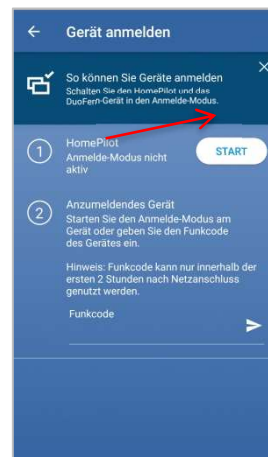 Gerät anmelden
So können Sie Geräte anmelden
Schalten Sie den HomePilot und das
DuoFern-Gerät in den Anmelde-Modus.
1 HomePilot
Anmelde-Modus nicht
aktiv
START
2 Anzumeldendes Gerät
Starten Sie den Anmelde-Modus am
Gerät oder geben Sie den Funkcode
des Gerätes ein.
Hinweis: Funkcode kann nur innerhalb der
ersten 2 Stunden nach Netzanschluss
genutzt werden.
Funkcode